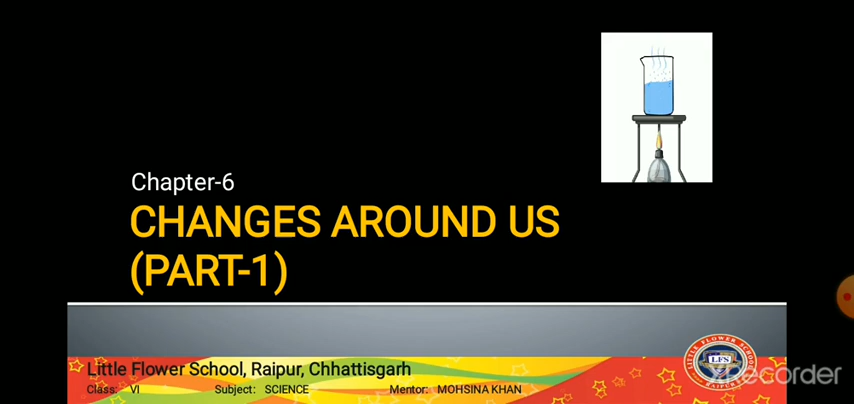 Chapter-6
CHANGES AROUND US
(PART-1)
Little Flower School, Raipur, Chhattisgarh
Class: VI Subject: SCIENCE Mentor: MOHSINA KHAN
LITTLE FLOWER SCHOOL
LFS
RAIPUR